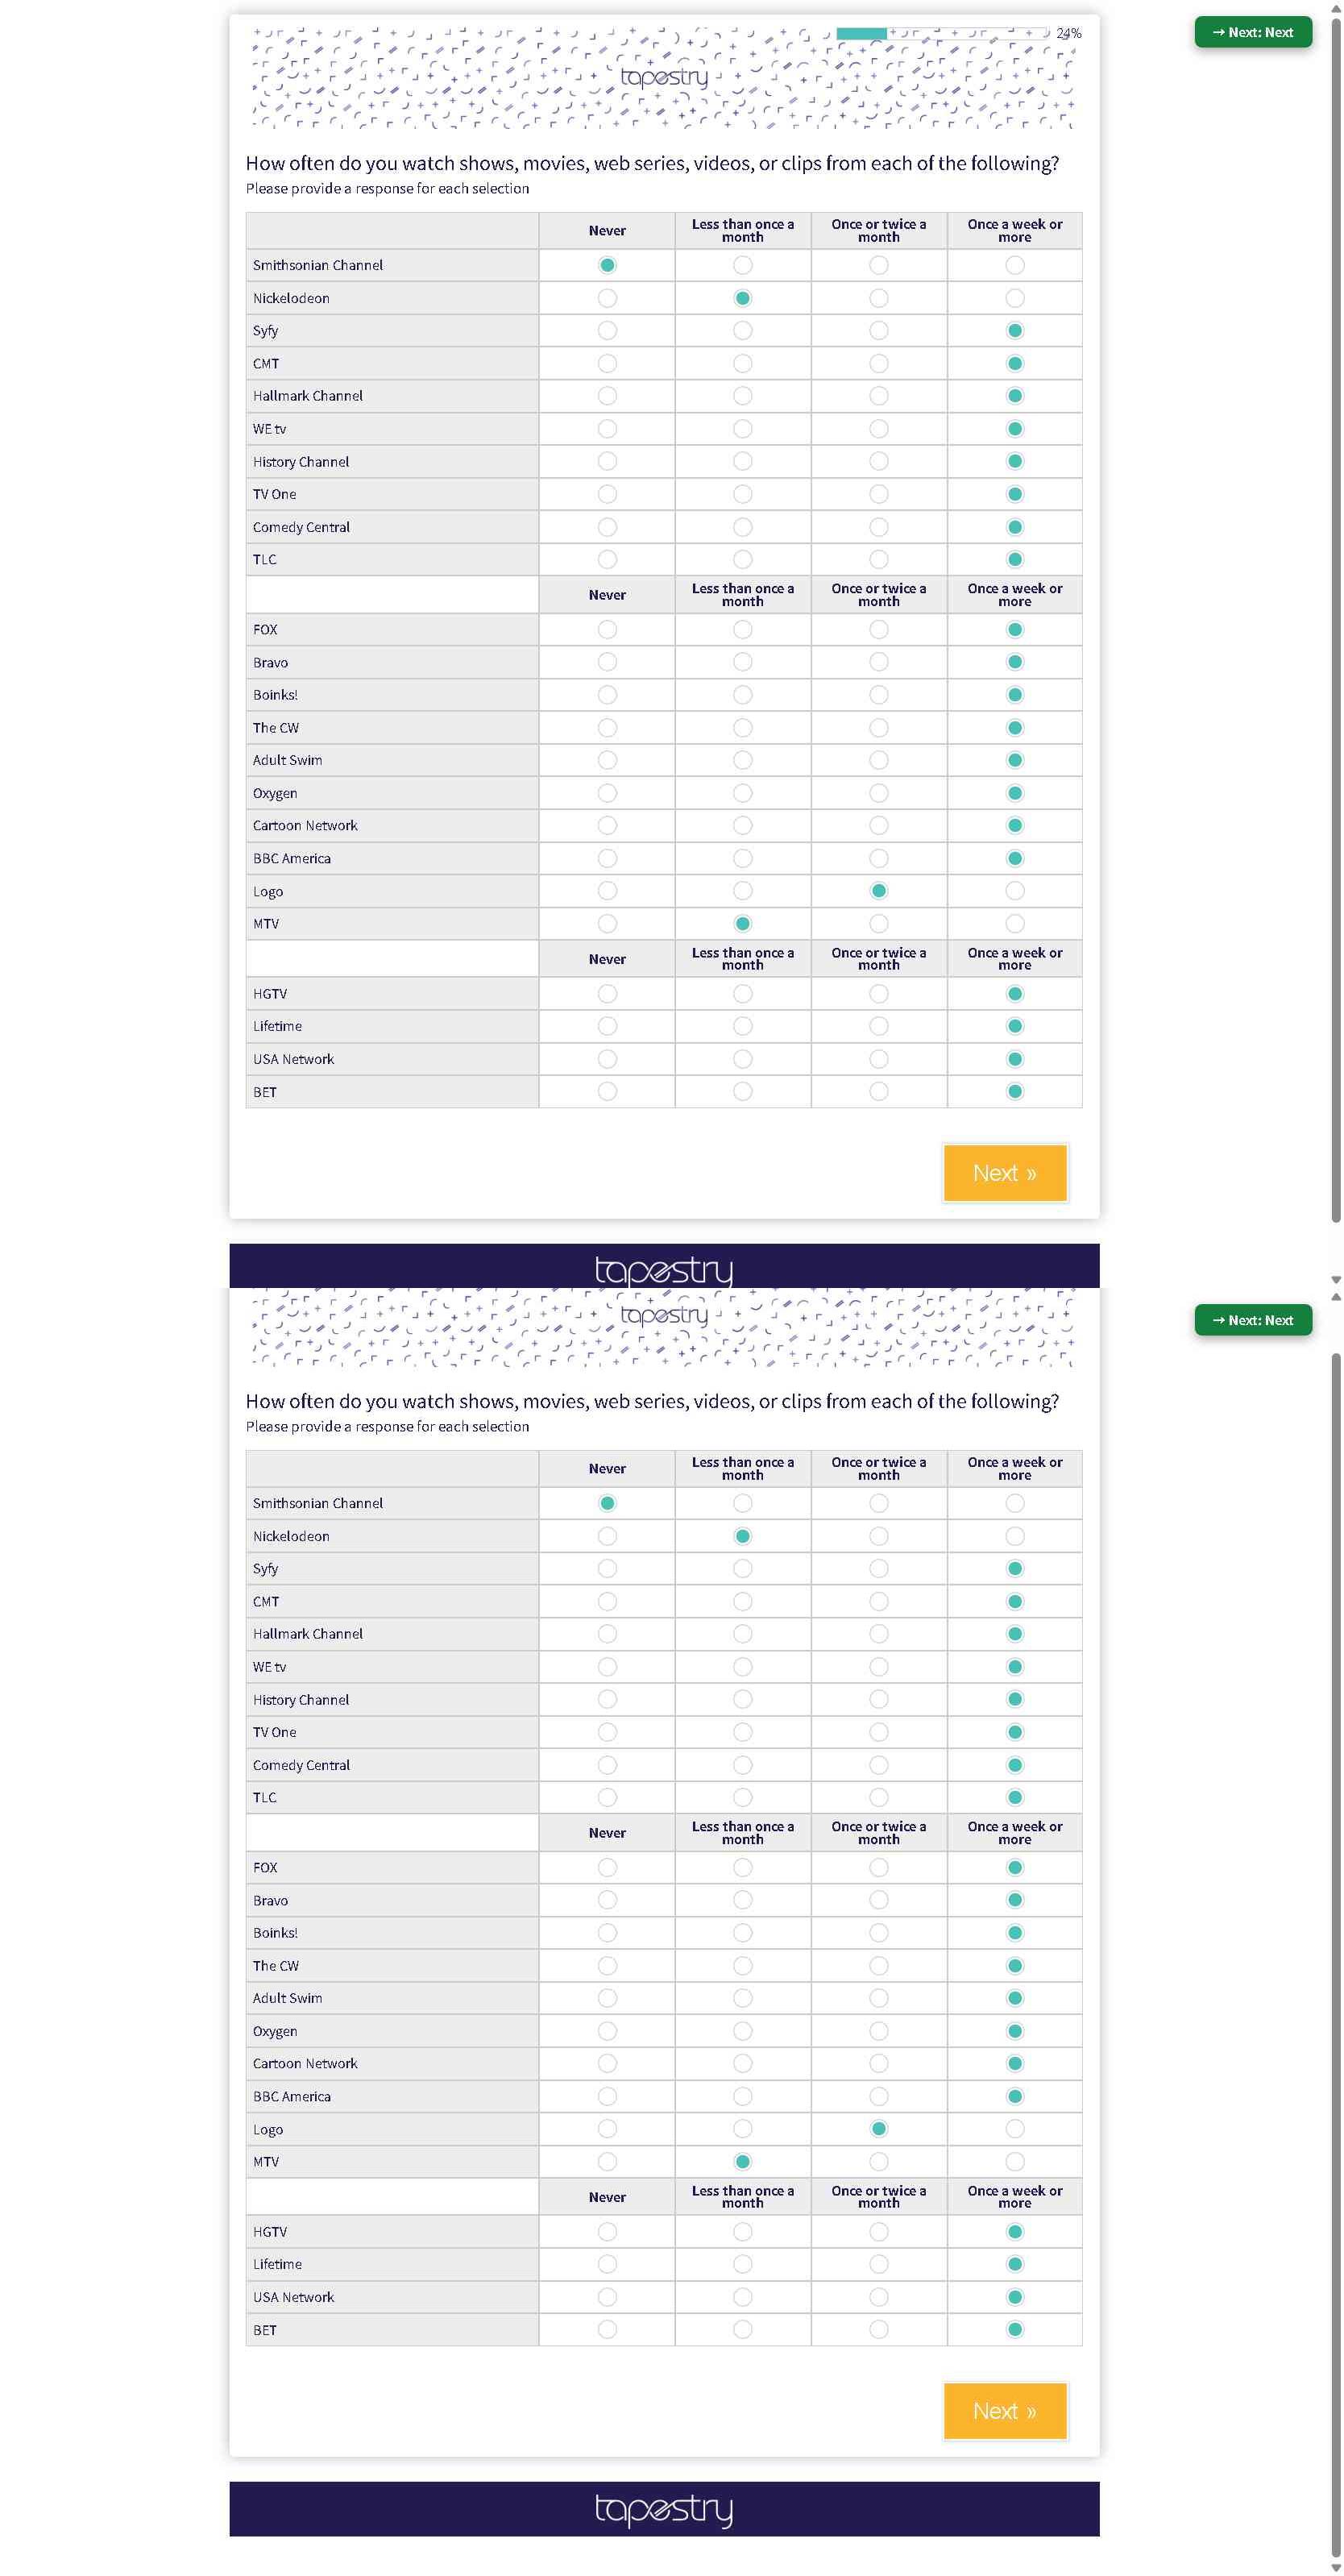 24%
→ Next: Next
tapestry
How often do you watch shows, movies, web series, videos, or clips from each of the following?
Please provide a response for each selection
Never Less than once a month Once or twice a month Once a week or more
Smithsonian Channel
Nickelodeon
Syfy
CMT
Hallmark Channel
WE tv
History Channel
TV One
Comedy Central
TLC
Never Less than once a month Once or twice a month Once a week or more
FOX
Bravo
Boinks!
The CW
Adult Swim
Oxygen
Cartoon Network
BBC America
Logo
MTV
Never Less than once a month Once or twice a month Once a week or more
HGTV
Lifetime
USA Network
BET
Next »
tapestry
tapestry
→ Next: Next
How often do you watch shows, movies, web series, videos, or clips from each of the following?
Please provide a response for each selection
Never Less than once a month Once or twice a month Once a week or more
Smithsonian Channel
Nickelodeon
Syfy
CMT
Hallmark Channel
WE tv
History Channel
TV One
Comedy Central
TLC
Never Less than once a month Once or twice a month Once a week or more
FOX
Bravo
Boinks!
The CW
Adult Swim
Oxygen
Cartoon Network
BBC America
Logo
MTV
Never Less than once a month Once or twice a month Once a week or more
HGTV
Lifetime
USA Network
BET
Next »
tapestry